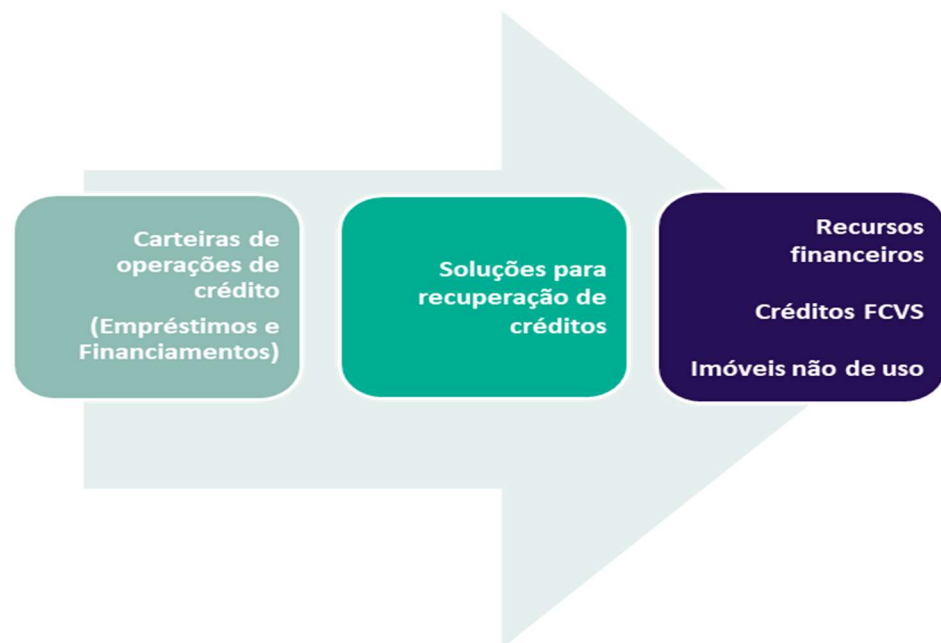 Carteiras de
operações de
crédito
(Empréstimos e
Financiamentos)
Soluções para
recuperação de
créditos
Recursos
financeiros
Créditos FCVS
Imóveis não de uso